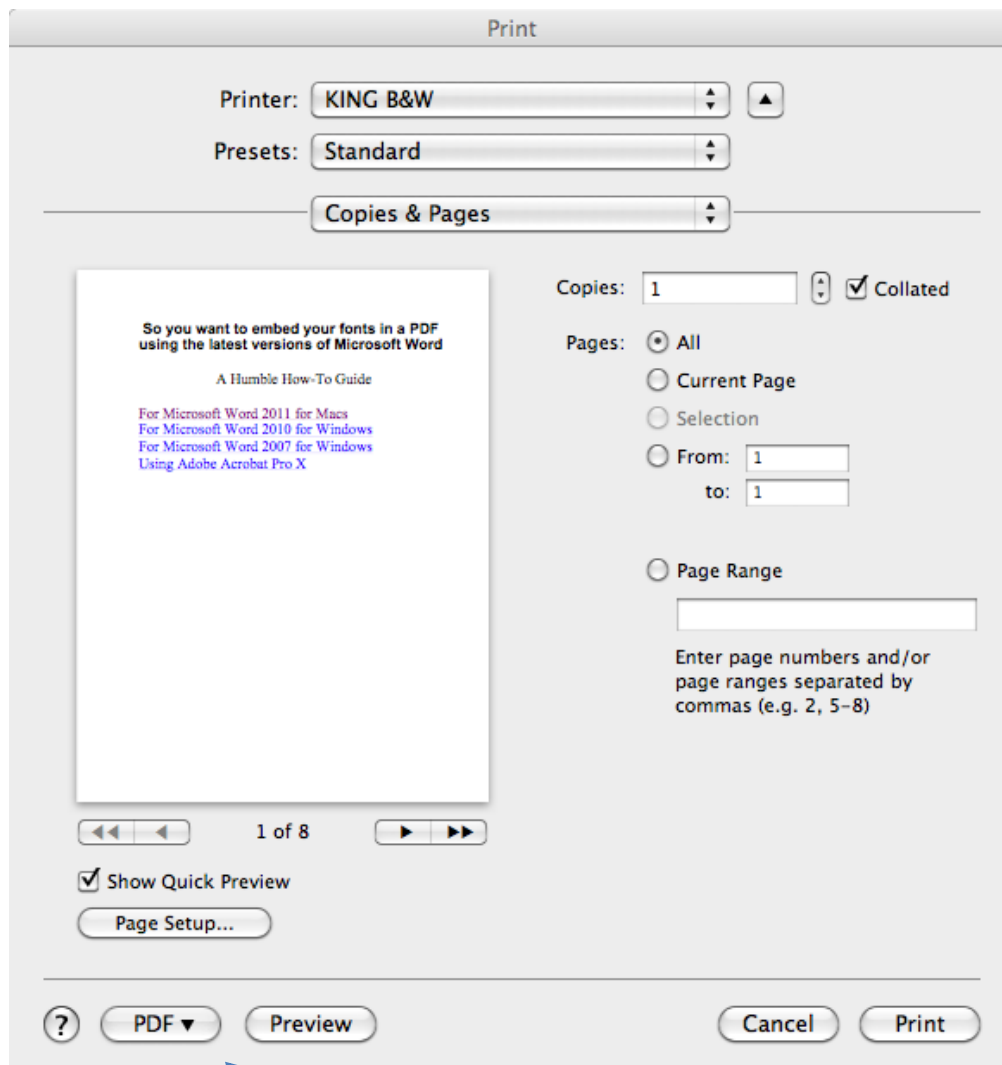 Print
Printer: KING B&W
Presets: Standard
Copies & Pages
So you want to embed your fonts in a PDF
using the latest versions of Microsoft Word
A Humble How-To Guide
For Microsoft Word 2011 for Macs
For Microsoft Word 2010 for Windows
For Microsoft Word 2007 for Windows
Using Adobe Acrobat Pro X
1 of 8
Show Quick Preview
Page Setup...
Copies: 1 Collated
Pages: All
Current Page
Selection
From: 1
to: 1
Page Range
Enter page numbers and/or
page ranges separated by
commas (e.g. 2, 5–8)
? PDF Preview Cancel Print